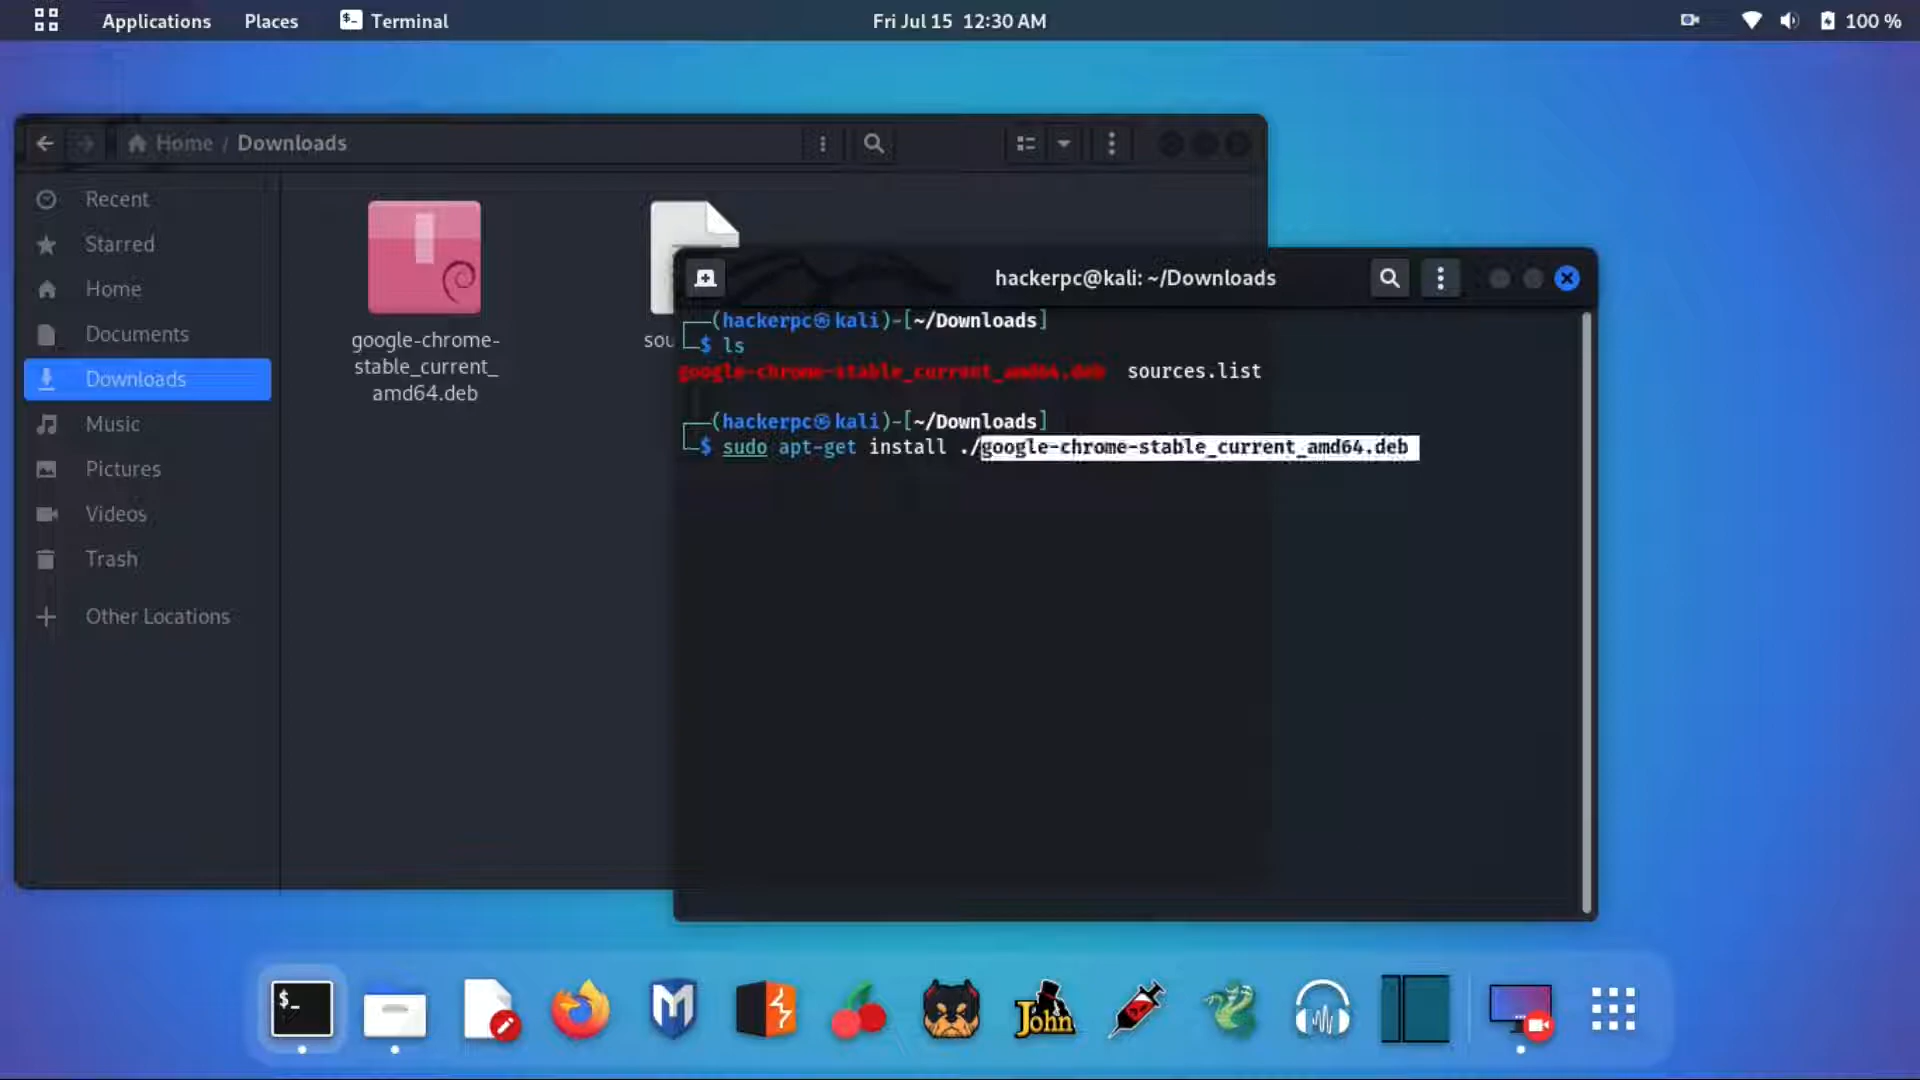 Applications Places $- Terminal Fri Jul 15 12:30 AM 100 %
Home / Downloads
Recent
Starred
Home
Documents
Downloads
Music
Pictures
Videos
Trash
Other Locations
google-chrome-
stable_current_
amd64.deb
sou
hackerpc@kali: ~/Downloads
┌──(hackerpc㉿kali)-[~/Downloads]
└─$ ls
google-chrome-stable_current_amd64.deb sources.list
┌──(hackerpc㉿kali)-[~/Downloads]
└─$ sudo apt-get install ./google-chrome-stable_current_amd64.deb
$-
John